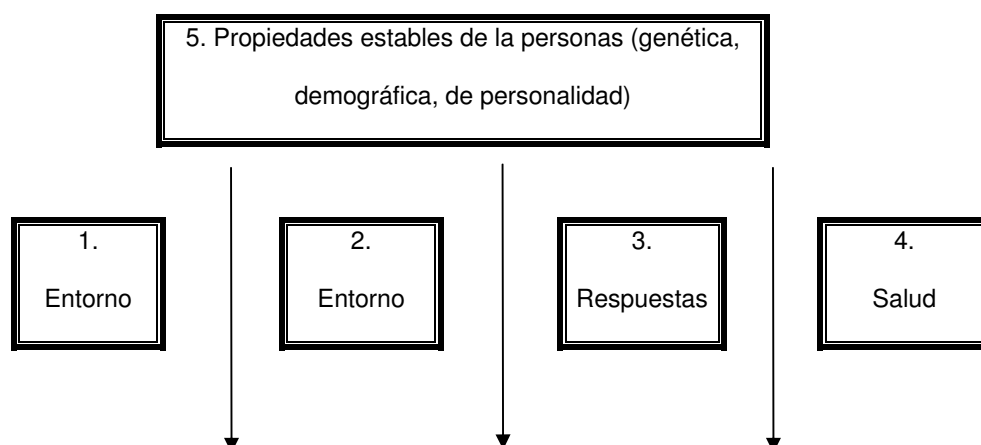 5. Propiedades estables de la personas (genética,
demográfica, de personalidad)
1.
Entorno
2.
Entorno
3.
Respuestas
4.
Salud